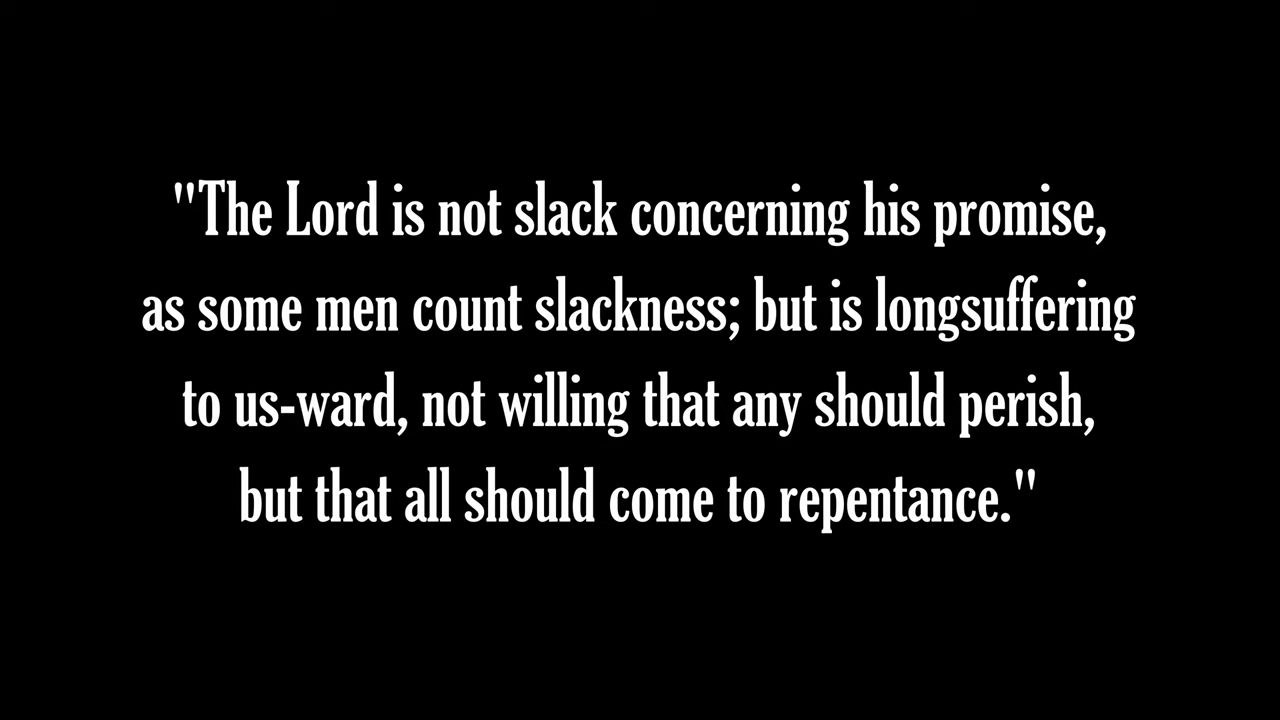 "The Lord is not slack concerning his promise,
as some men count slackness; but is longsuffering
to us-ward, not willing that any should perish,
but that all should come to repentance."